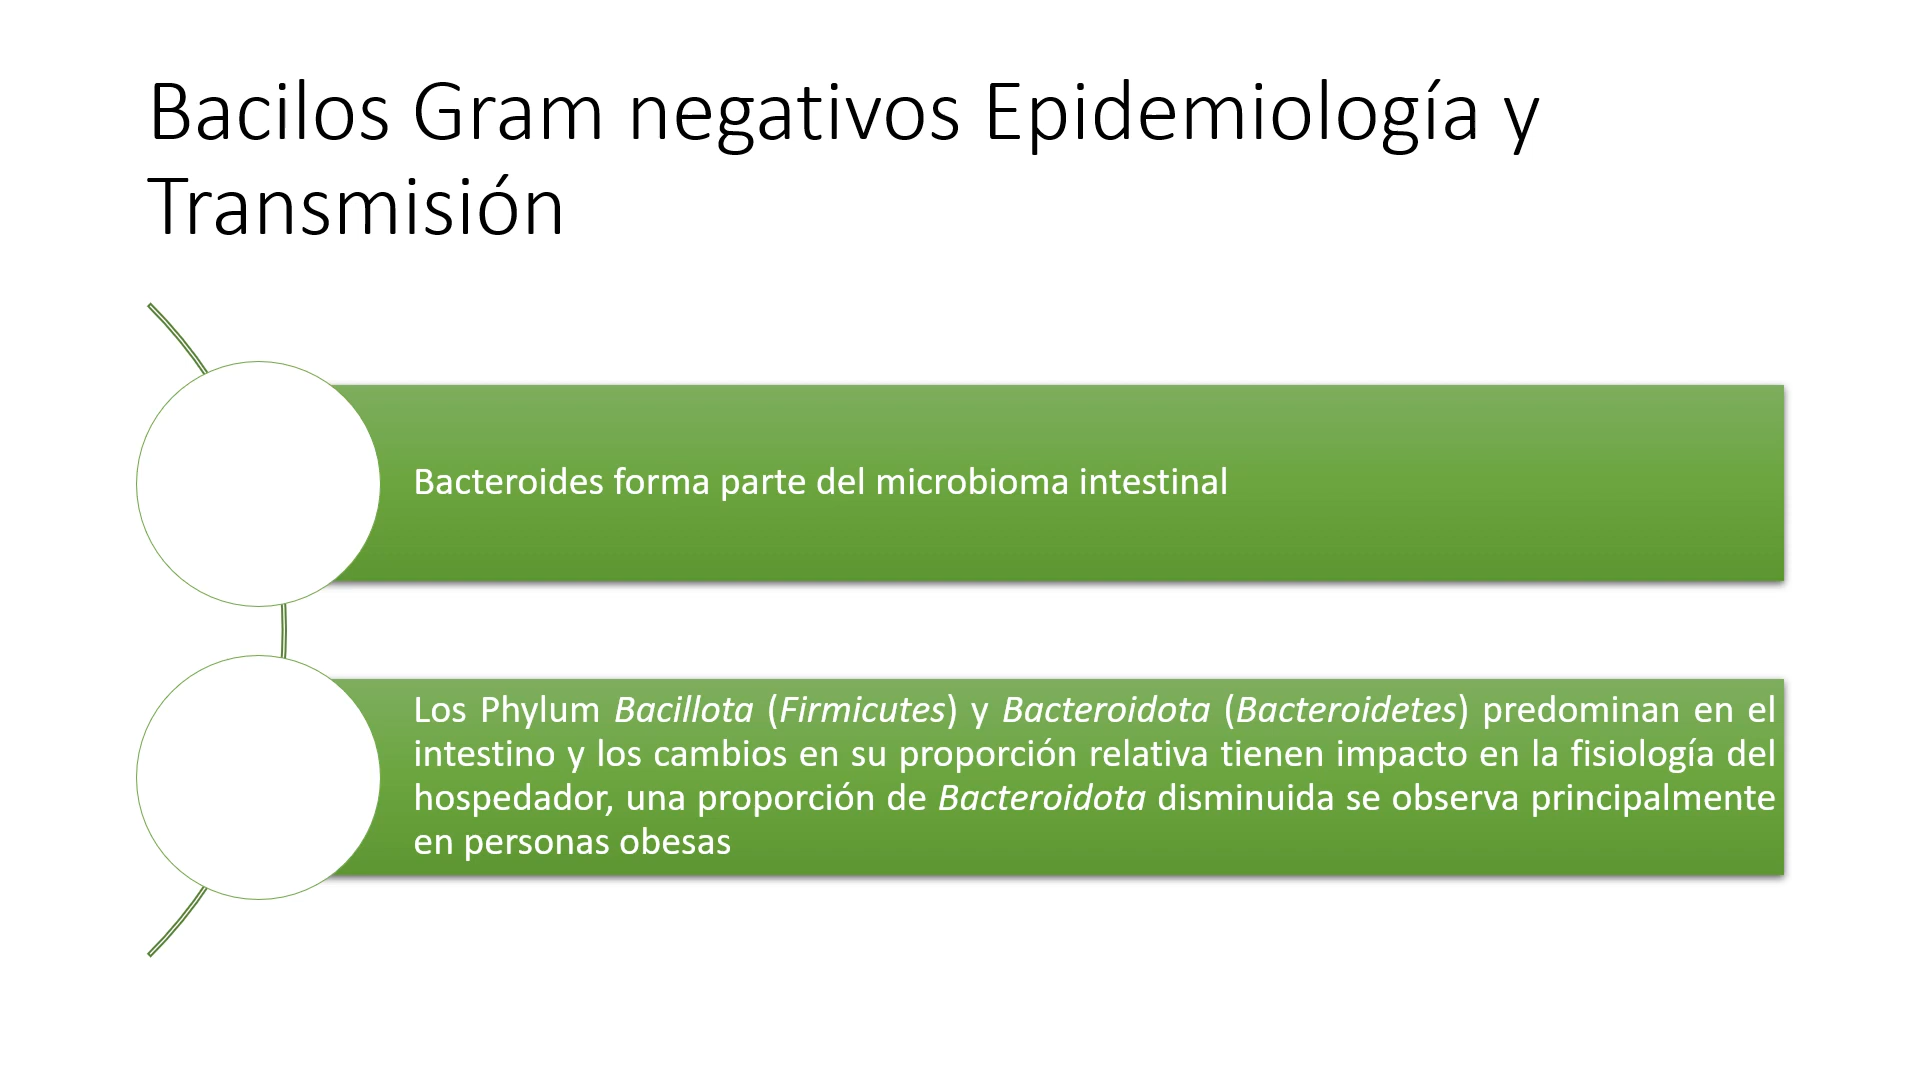 Bacilos Gram negativos Epidemiología y
Transmisión
Bacteroides forma parte del microbioma intestinal
Los Phylum Bacillota (Firmicutes) y Bacteroidota (Bacteroidetes) predominan en el
intestino y los cambios en su proporción relativa tienen impacto en la fisiología del
hospedador, una proporción de Bacteroidota disminuida se observa principalmente
en personas obesas